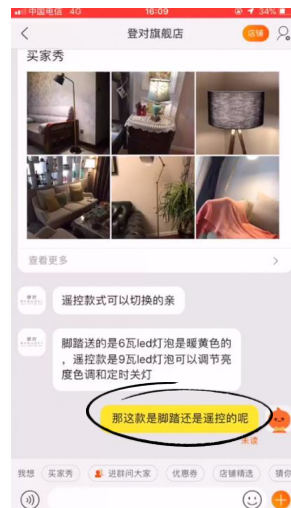 中国电信 4G 16:09 34%
登对旗舰店 店铺
买家秀
查看更多
遥控款式可以切换的亲
脚踏送的是6瓦led灯泡是暖黄色的
，遥控款是9瓦led灯泡可以调节亮
度色调和定时关灯
那这款是脚踏还是遥控的呢
未读
我想 买家秀 进群问大家 优惠券 店铺精选 猜你